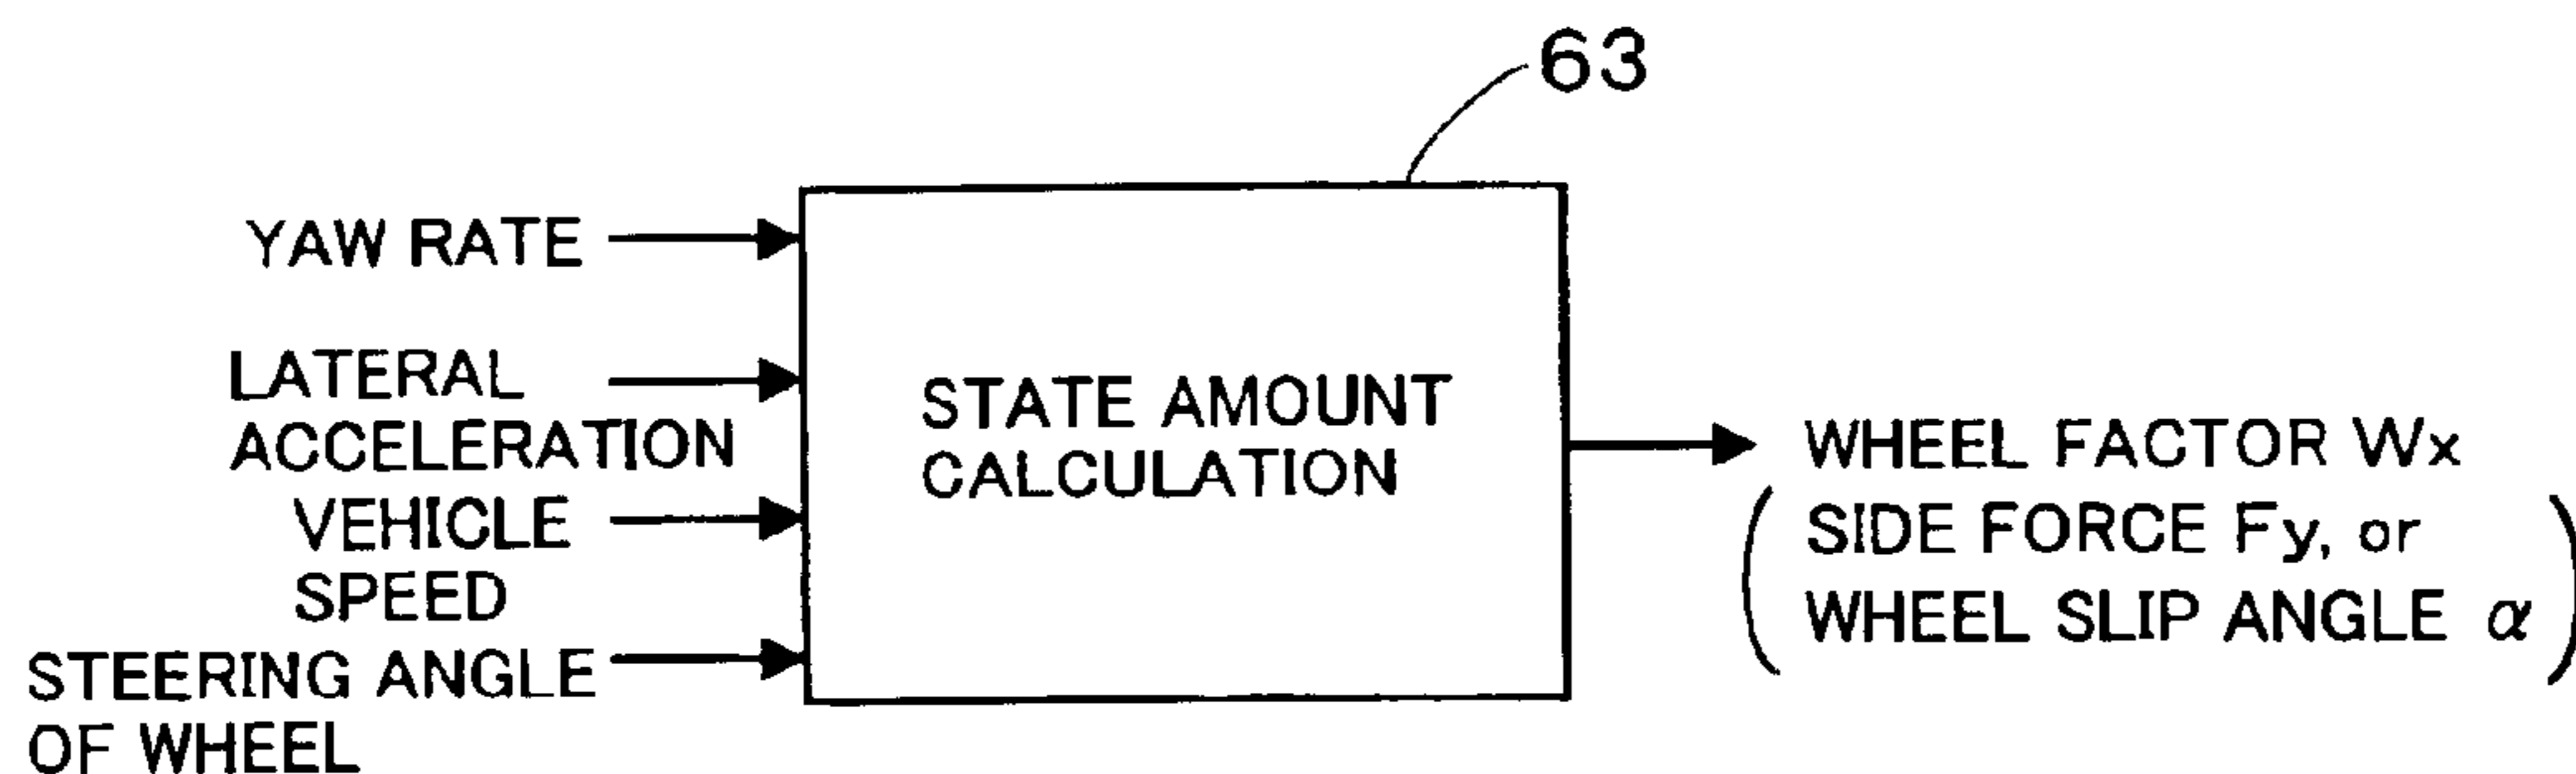 63
YAW RATE
LATERAL
ACCELERATION
VEHICLE
SPEED
STEERING ANGLE
OF WHEEL
STATE AMOUNT
CALCULATION
WHEEL FACTOR Wx
( SIDE FORCE Fy, or
WHEEL SLIP ANGLE α )